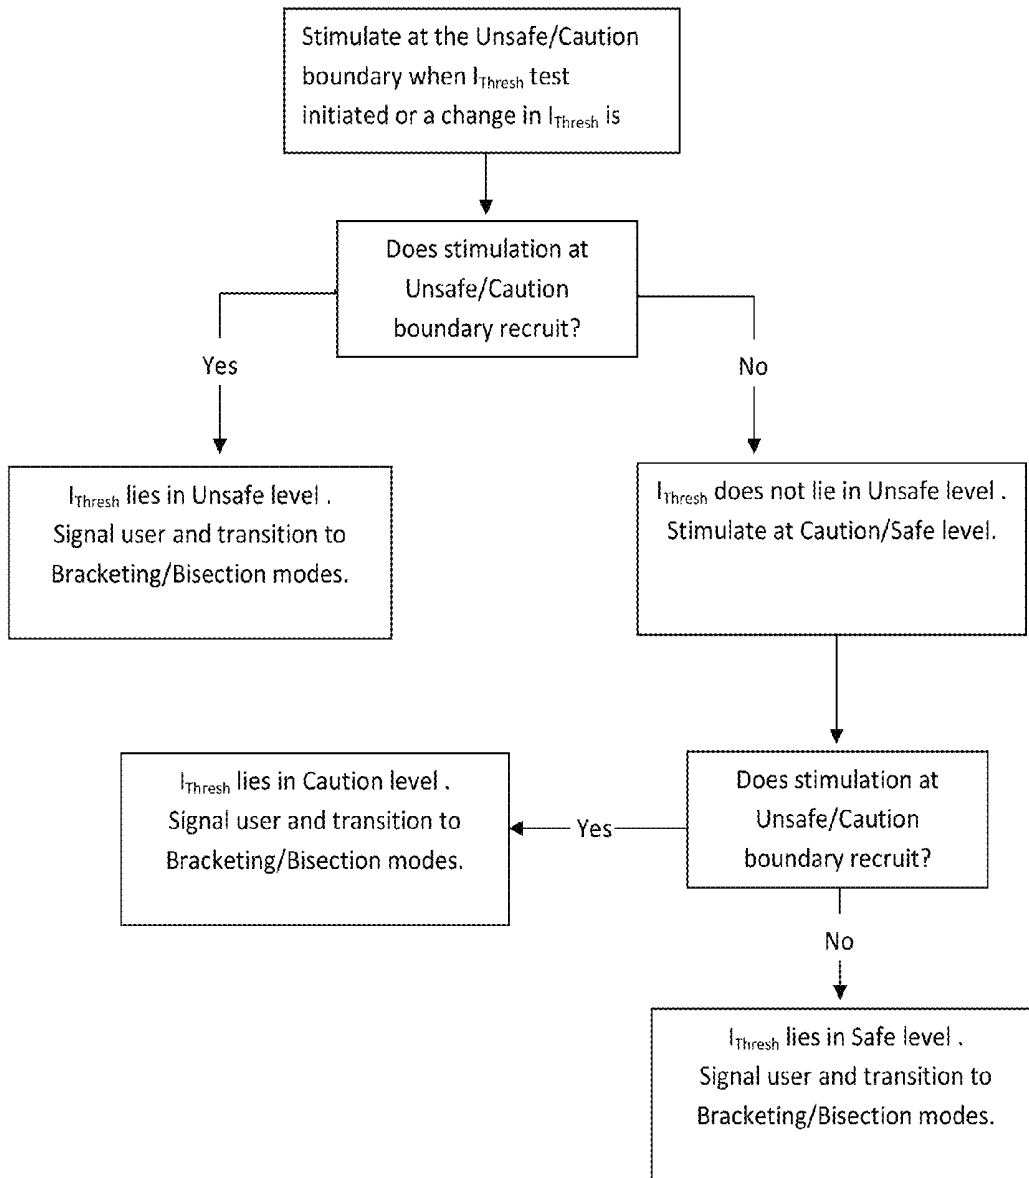 Stimulate at the Unsafe/Caution
boundary when IThresh test
initiated or a change in IThresh is
Does stimulation at
Unsafe/Caution
boundary recruit?
Yes
No
IThresh lies in Unsafe level .
Signal user and transition to
Bracketing/Bisection modes.
IThresh does not lie in Unsafe level .
Stimulate at Caution/Safe level.
IThresh lies in Caution level .
Signal user and transition to
Bracketing/Bisection modes.
Yes
Does stimulation at
Unsafe/Caution
boundary recruit?
No
IThresh lies in Safe level .
Signal user and transition to
Bracketing/Bisection modes.